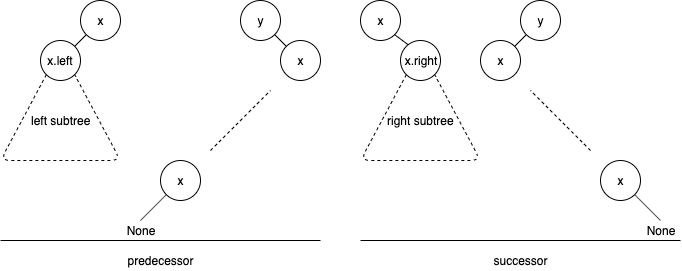 x
y
x
y
x.left
x
x.right
x
left subtree
right subtree
x
x
None
None
predecessor
successor